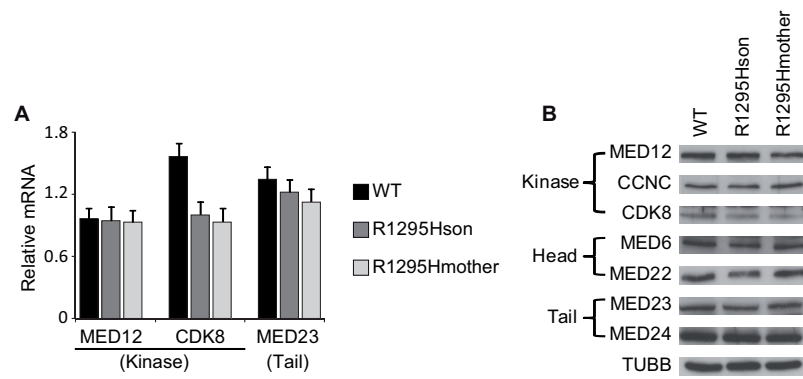 A
Relative mRNA
1.8
1.2
0.6
0
MED12
CDK8
MED23
(Kinase)
(Tail)
WT
R1295Hson
R1295Hmother
B
WT
R1295Hson
R1295Hmother
Kinase
MED12
CCNC
CDK8
Head
MED6
MED22
Tail
MED23
MED24
TUBB